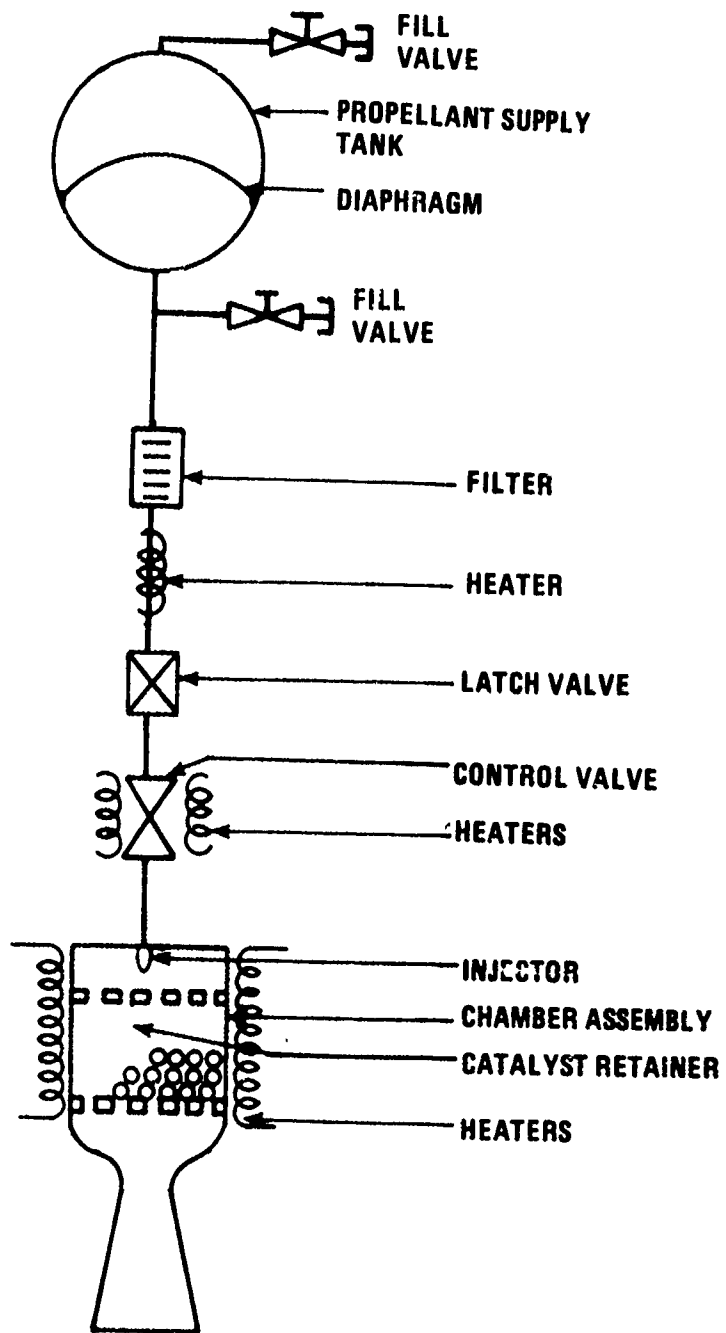 FILL
VALVE
PROPELLANT SUPPLY
TANK
DIAPHRAGM
FILL
VALVE
FILTER
HEATER
LATCH VALVE
CONTROL VALVE
HEATERS
INJECTOR
CHAMBER ASSEMBLY
CATALYST RETAINER
HEATERS